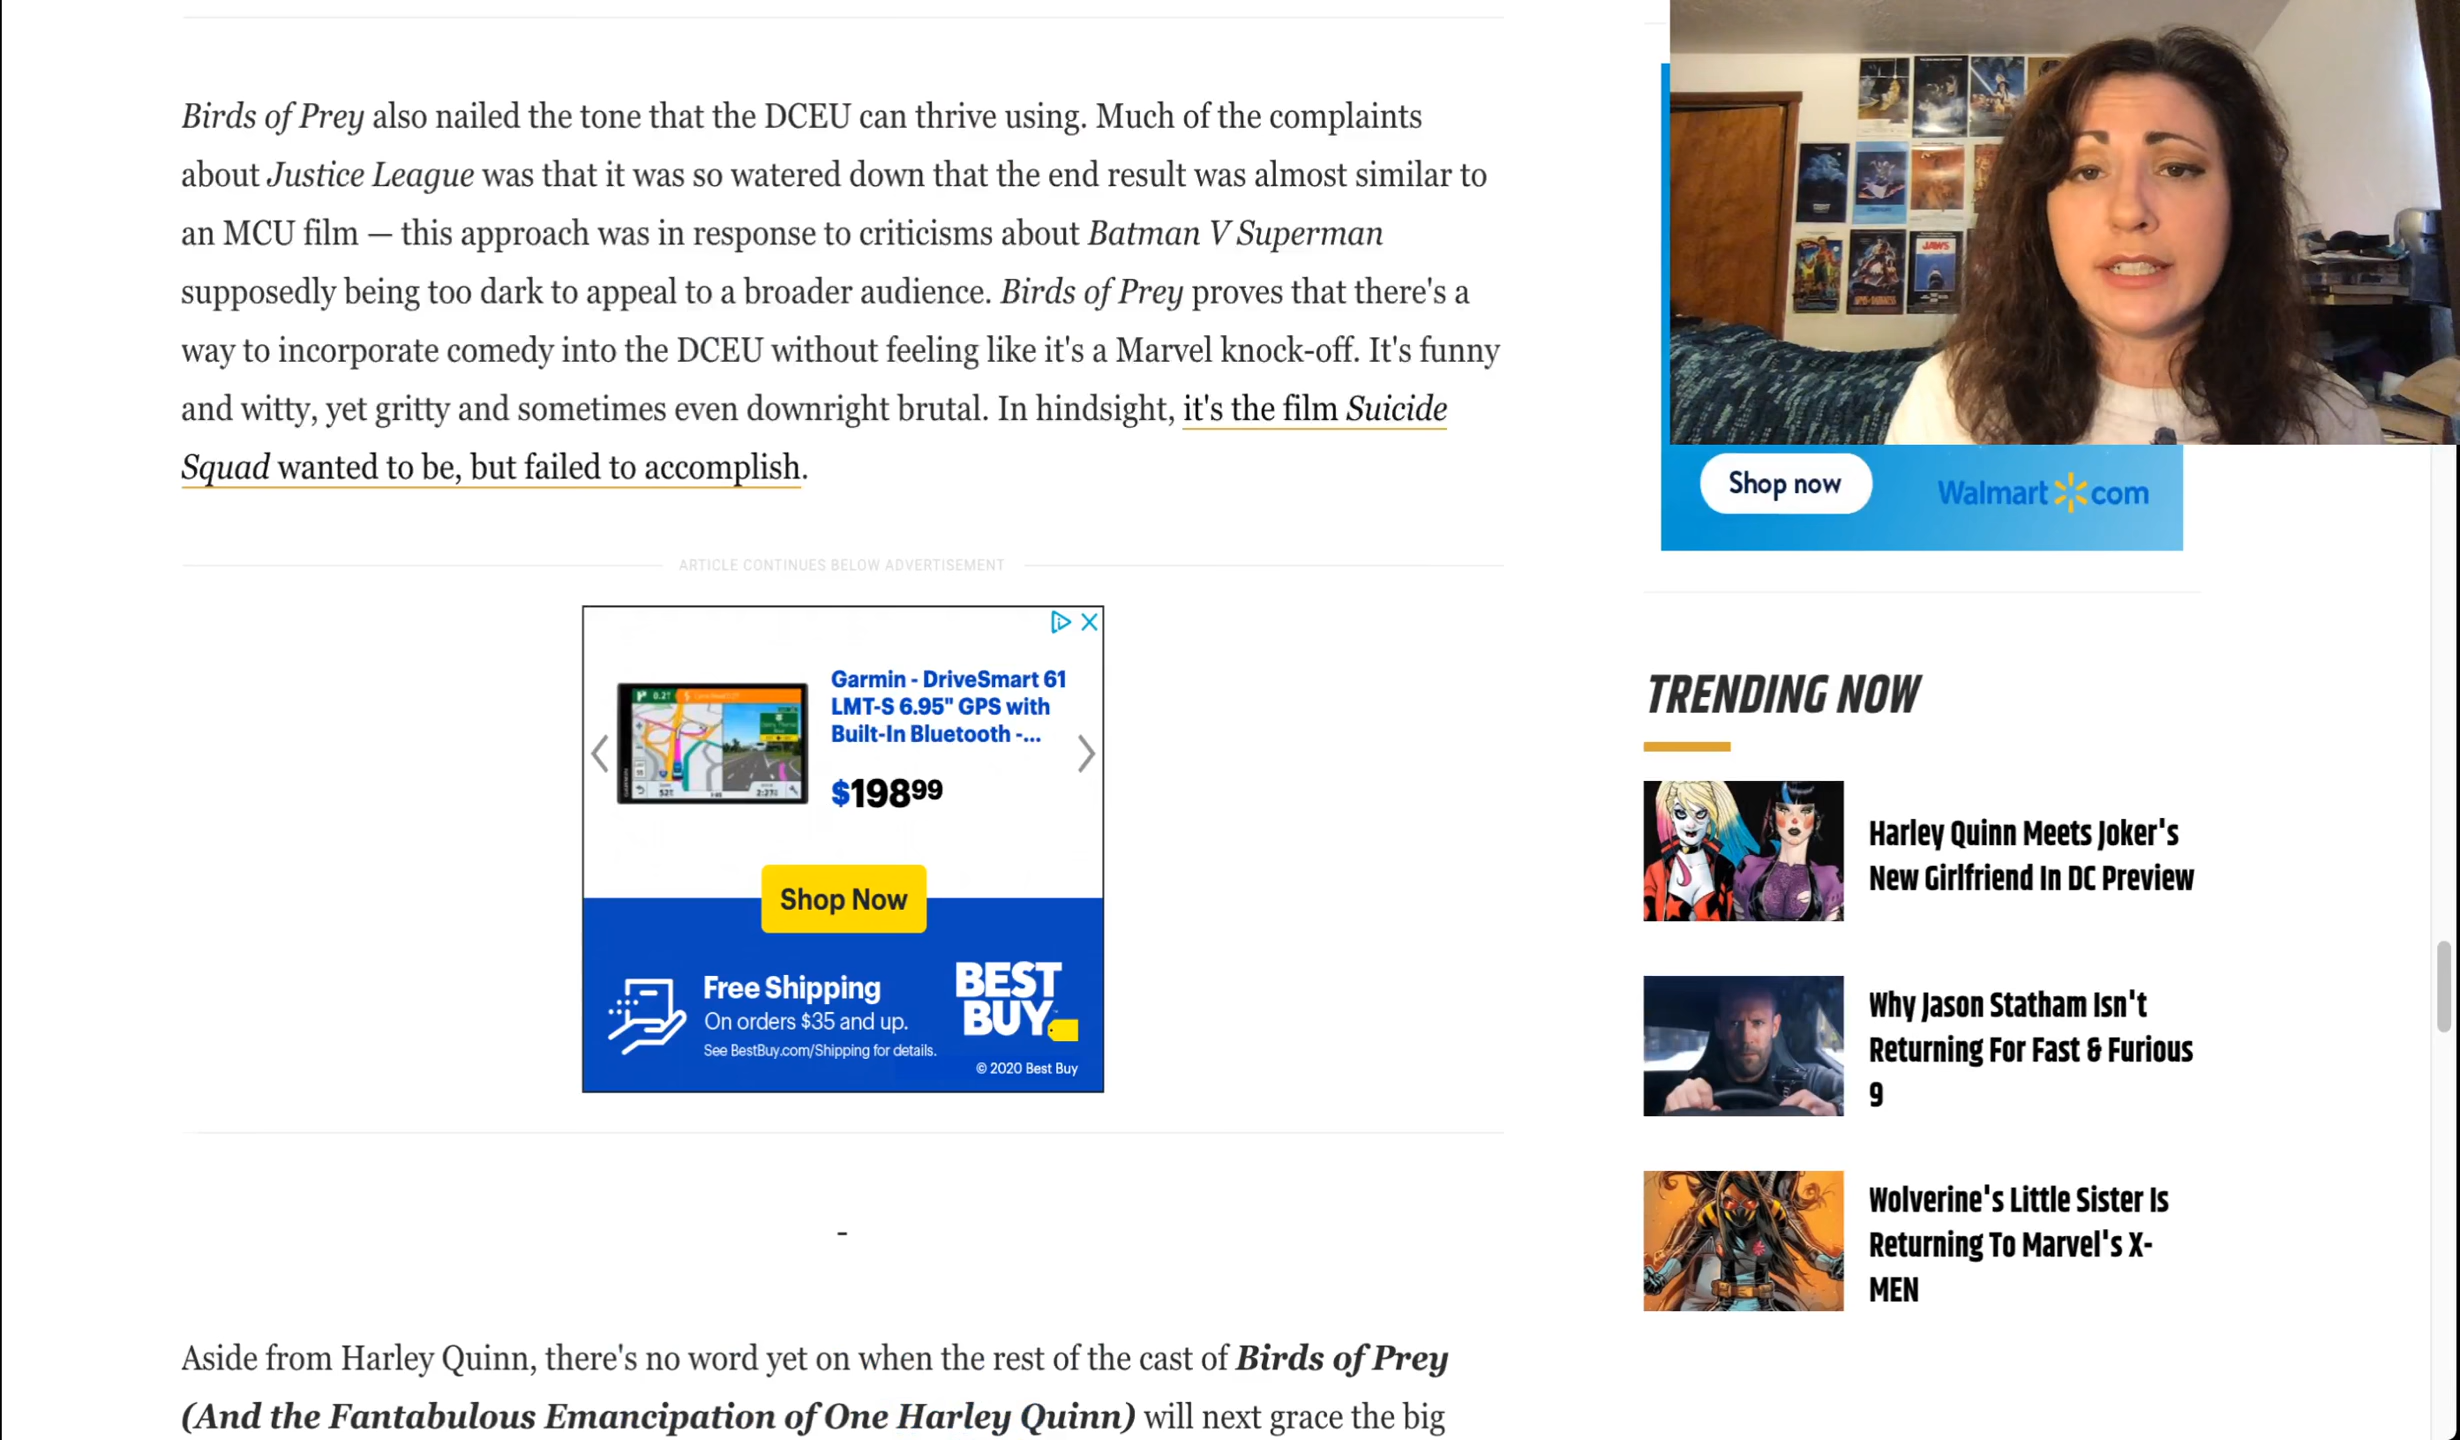 Birds of Prey also nailed the tone that the DCEU can thrive using. Much of the complaints
about Justice League was that it was so watered down that the end result was almost similar to
an MCU film — this approach was in response to criticisms about Batman V Superman
supposedly being too dark to appeal to a broader audience. Birds of Prey proves that there's a
way to incorporate comedy into the DCEU without feeling like it's a Marvel knock-off. It's funny
and witty, yet gritty and sometimes even downright brutal. In hindsight, it's the film Suicide
Squad wanted to be, but failed to accomplish.
ARTICLE CONTINUES BELOW ADVERTISEMENT
Garmin - DriveSmart 61
LMT-S 6.95" GPS with
Built-In Bluetooth -...
$19899
Shop Now
Free Shipping
On orders $35 and up.
See BestBuy.com/Shipping for details.
BEST
BUY
© 2020 Best Buy
-
Aside from Harley Quinn, there's no word yet on when the rest of the cast of Birds of Prey
(And the Fantabulous Emancipation of One Harley Quinn) will next grace the big
JAWS
Shop now
Walmart com
TRENDING NOW
Harley Quinn Meets Joker's
New Girlfriend In DC Preview
Why Jason Statham Isn't
Returning For Fast & Furious
9
Wolverine's Little Sister Is
Returning To Marvel's X-
MEN